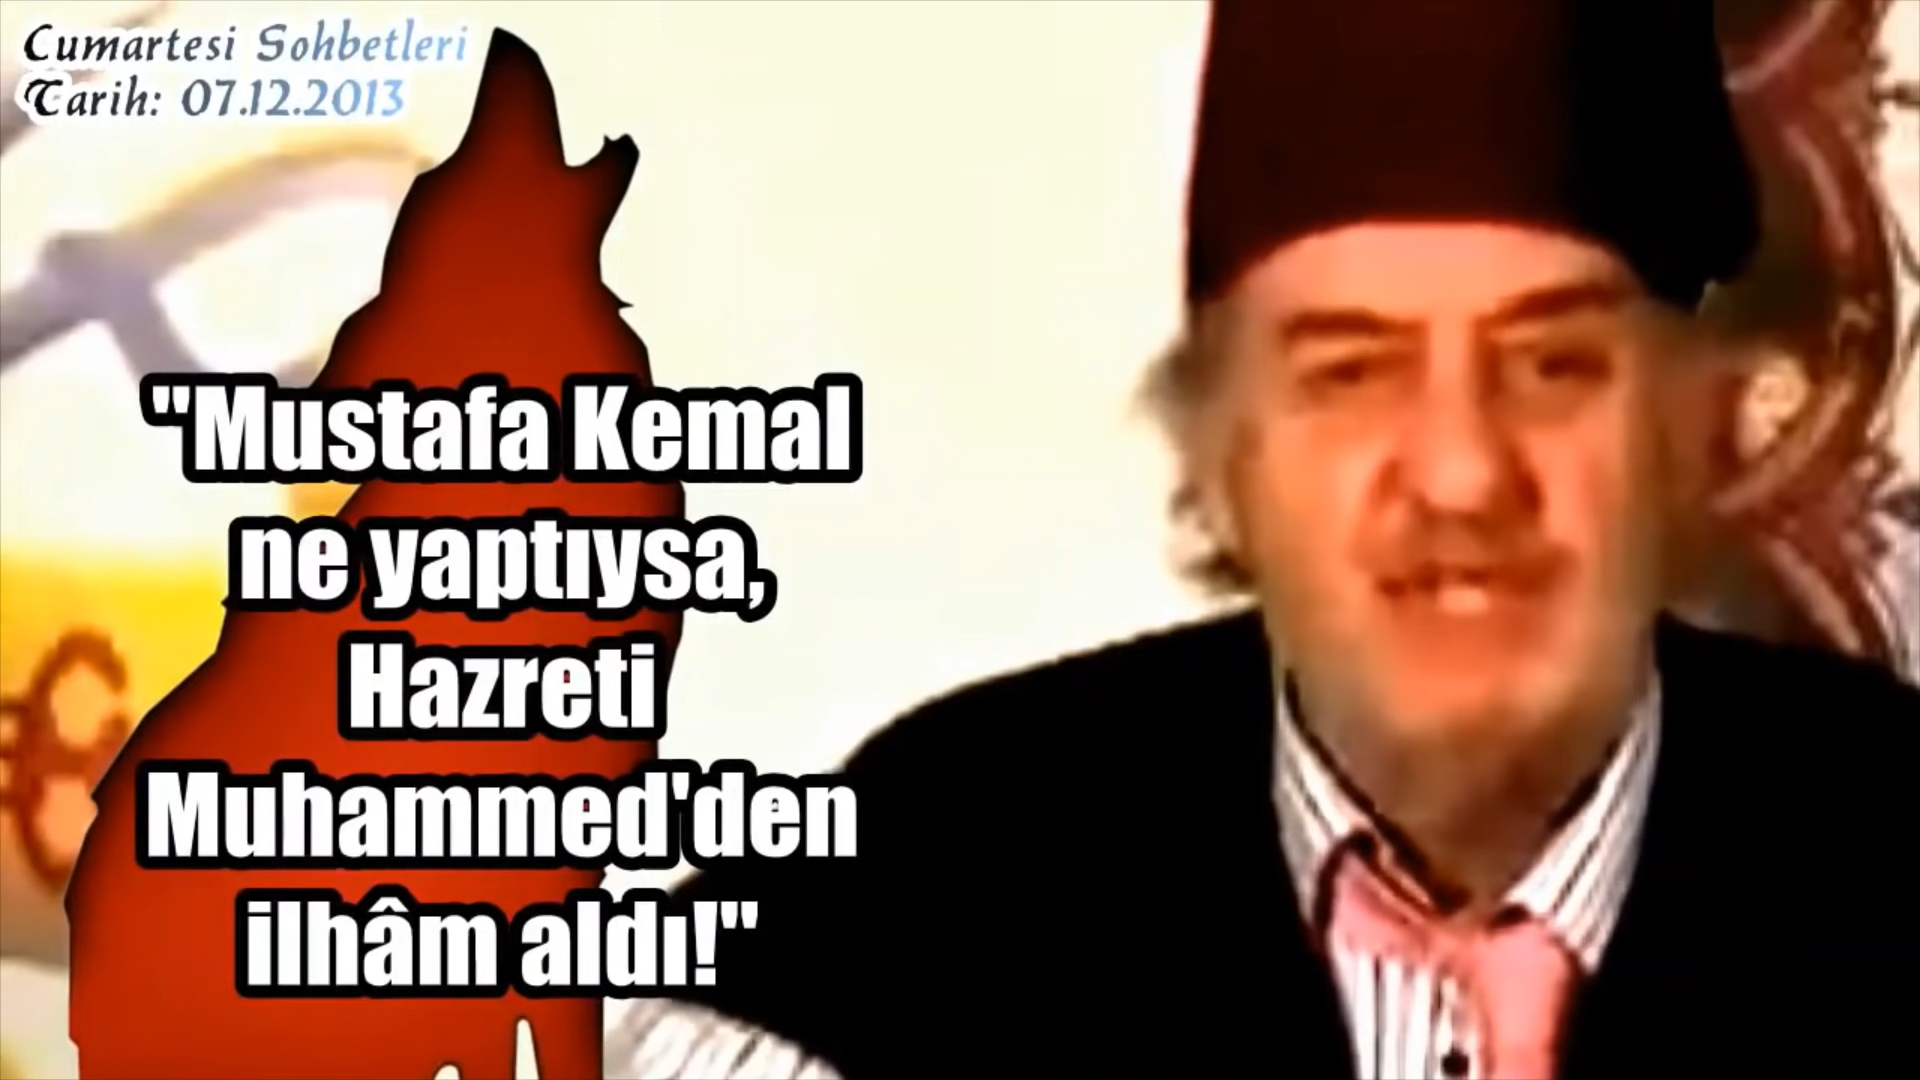 Cumartesi Sohbetleri
Tarih: 07.12.2013
"Mustafa Kemal
ne yaptıysa,
Hazreti
Muhammed'den
ilhâm aldı!"